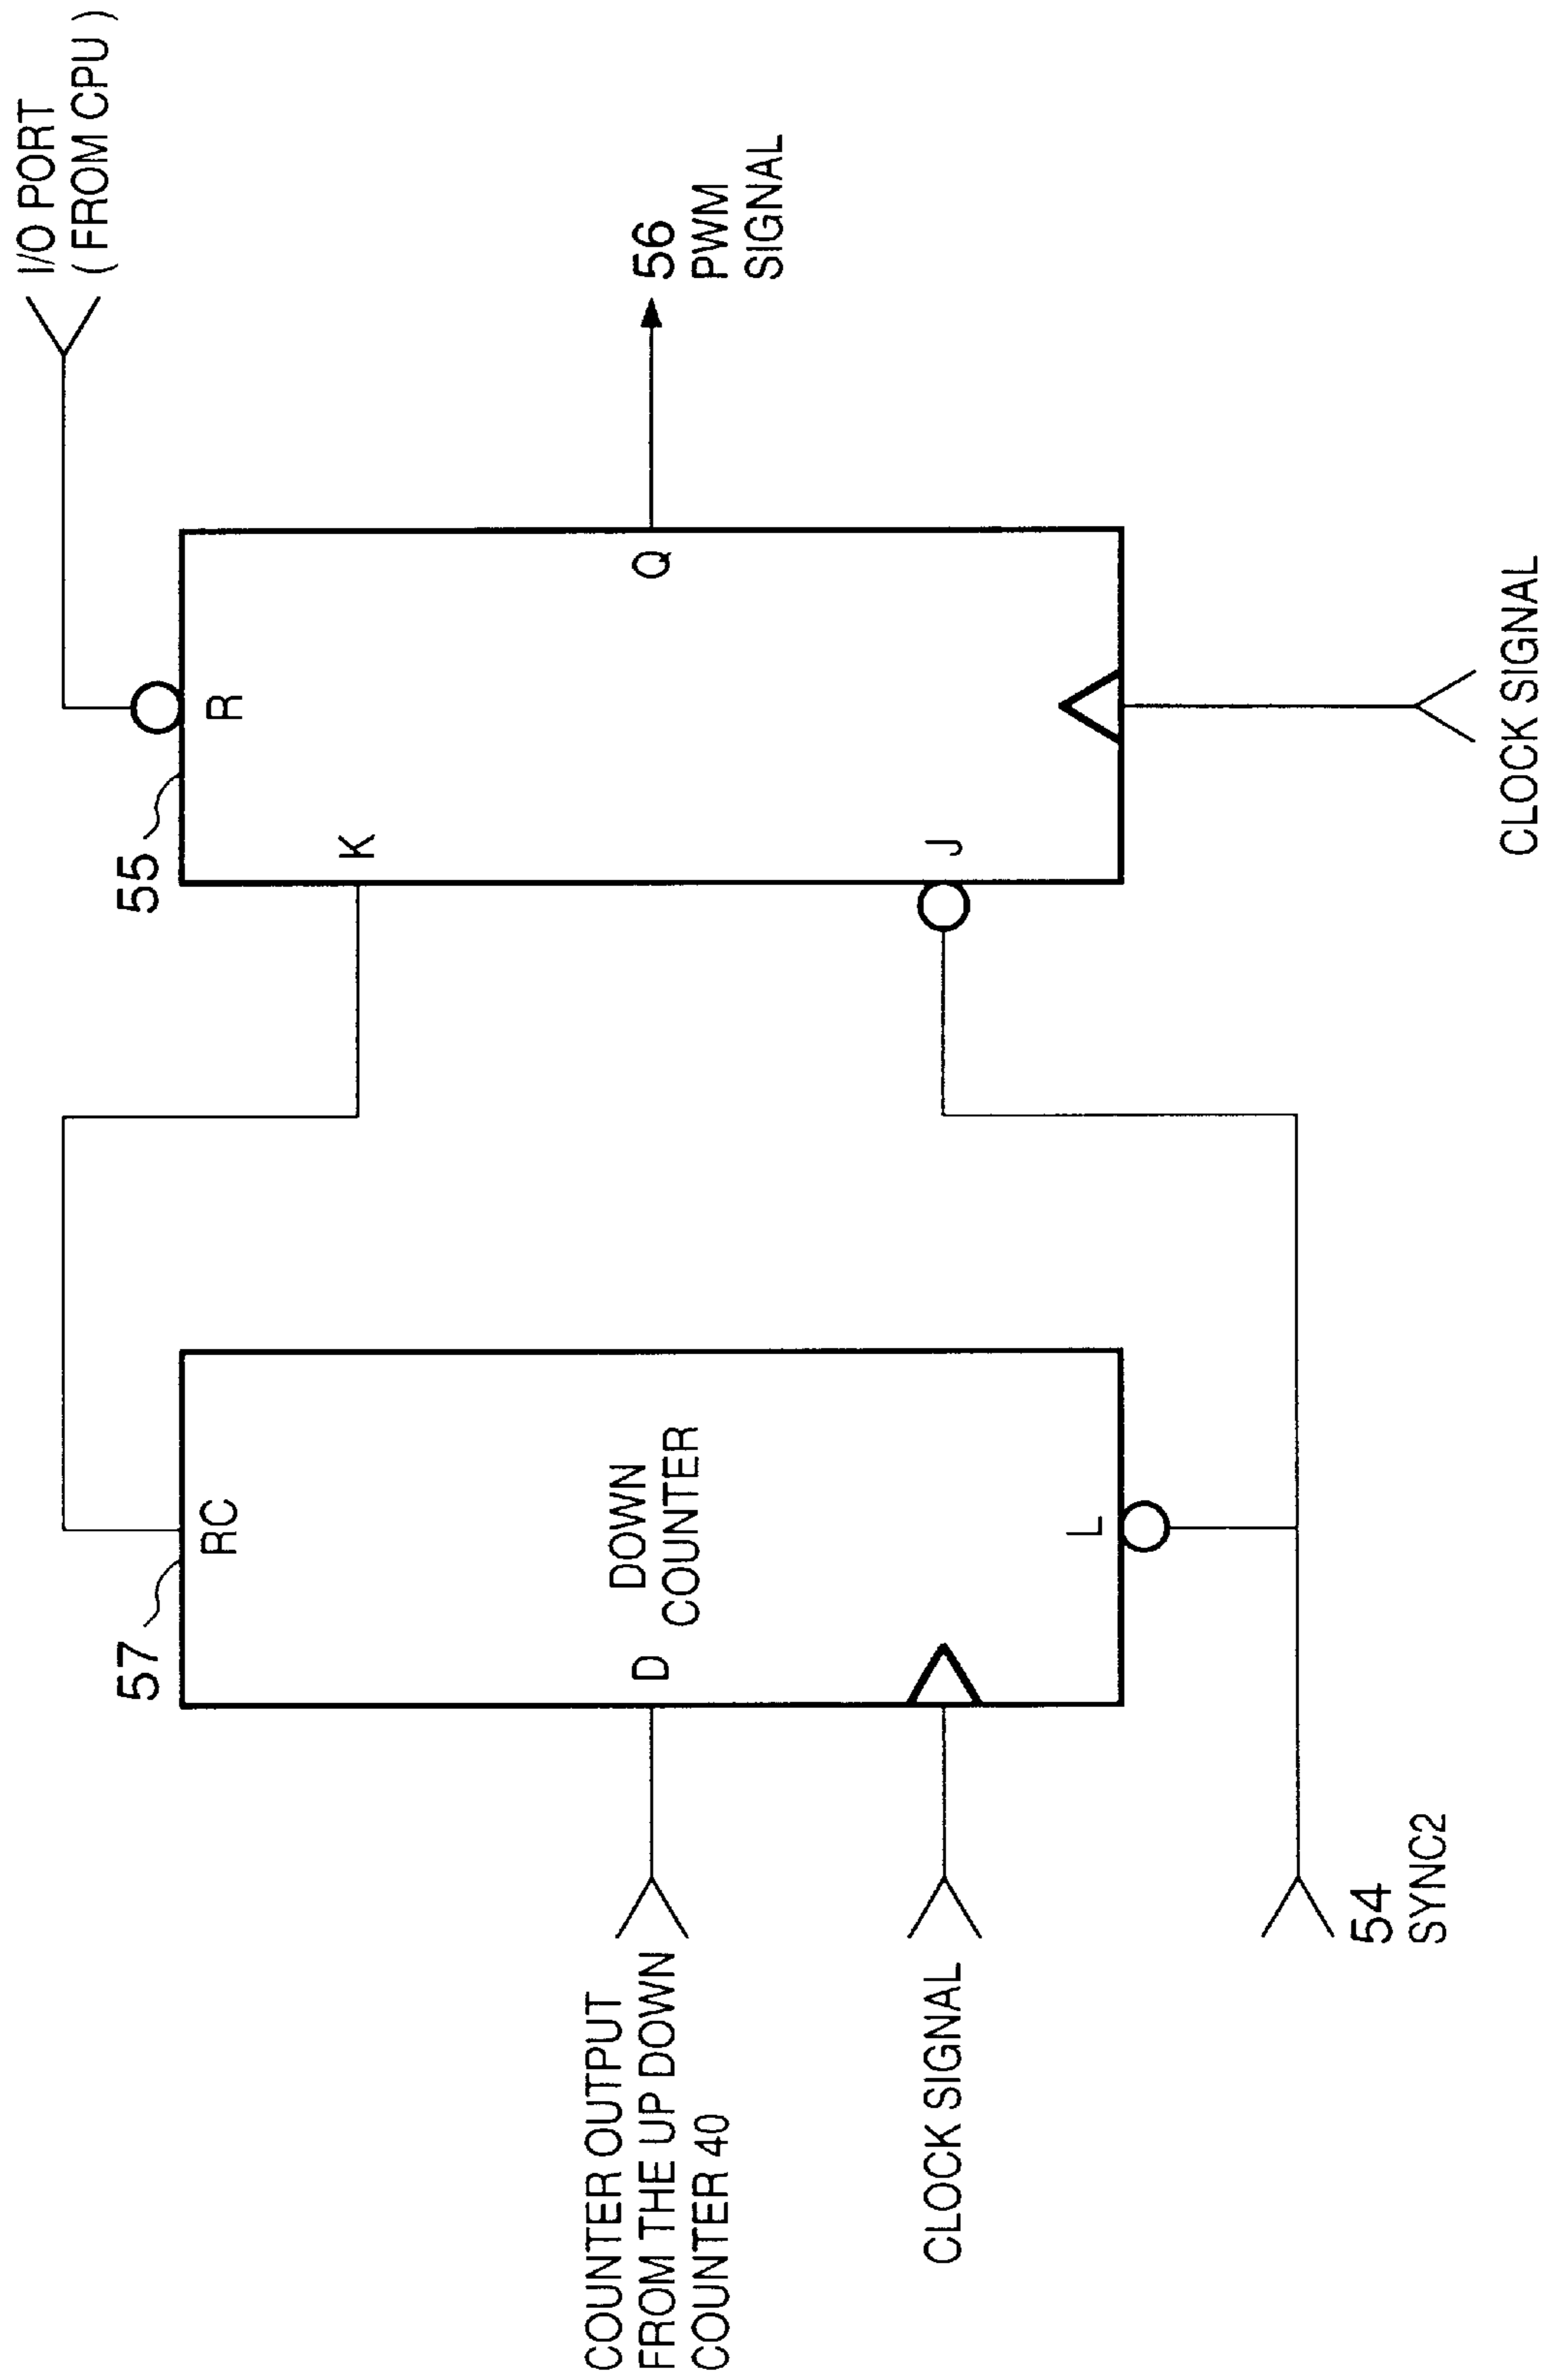 I/O PORT
( FROM CPU )
57
RC
55
R
K
COUNTER OUTPUT
FROM THE UP DOWN
COUNTER 40
D
DOWN
COUNTER
Q
56
PWM
SIGNAL
CLOCK SIGNAL
J
L
54
SYNC2
CLOCK SIGNAL